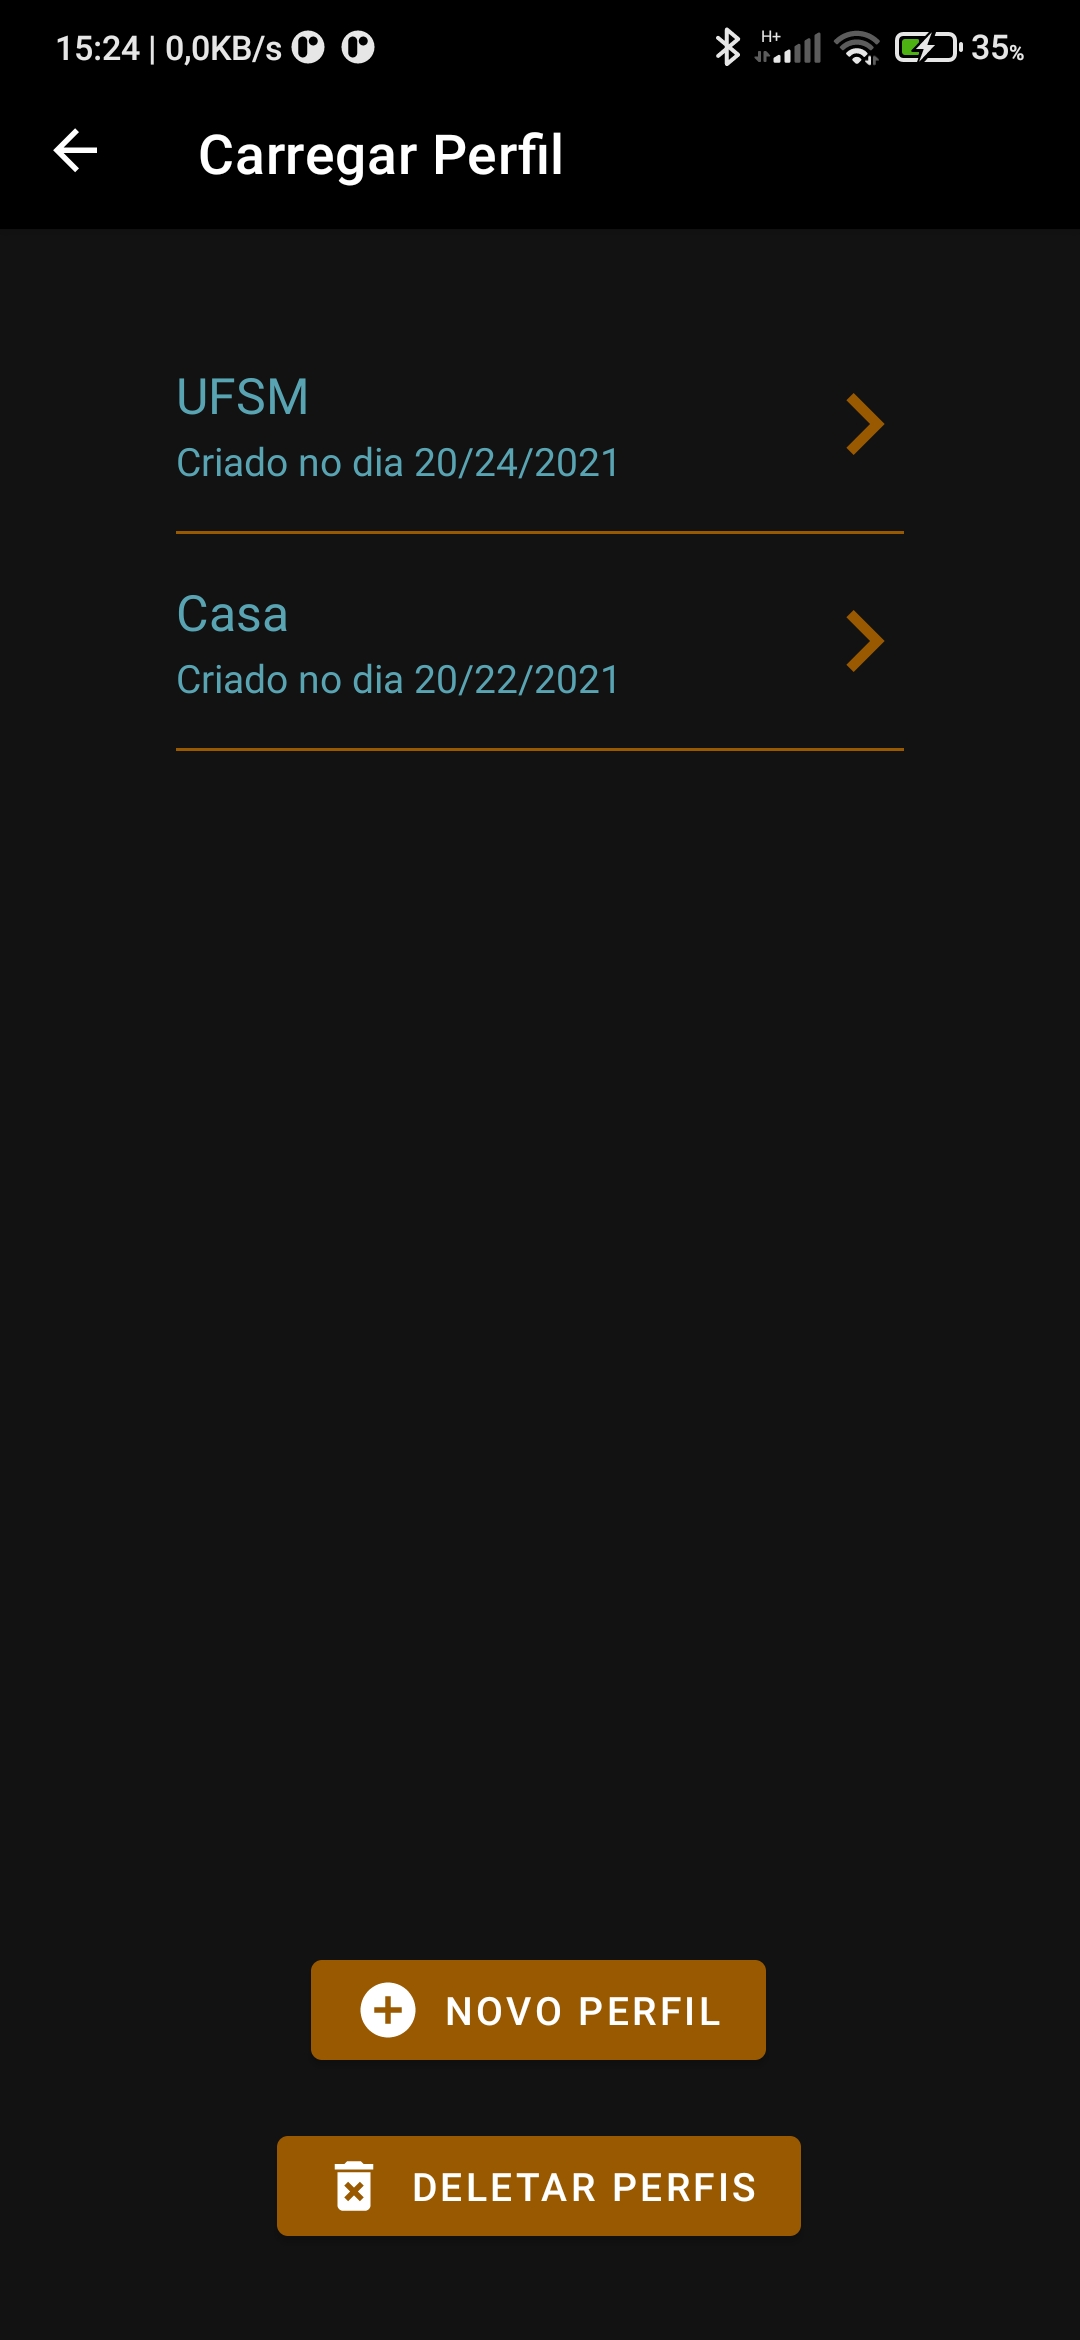 15:24 | 0,0KB/s H+ 35%
Carregar Perfil
UFSM
Criado no dia 20/24/2021
Casa
Criado no dia 20/22/2021
NOVO PERFIL
DELETAR PERFIS